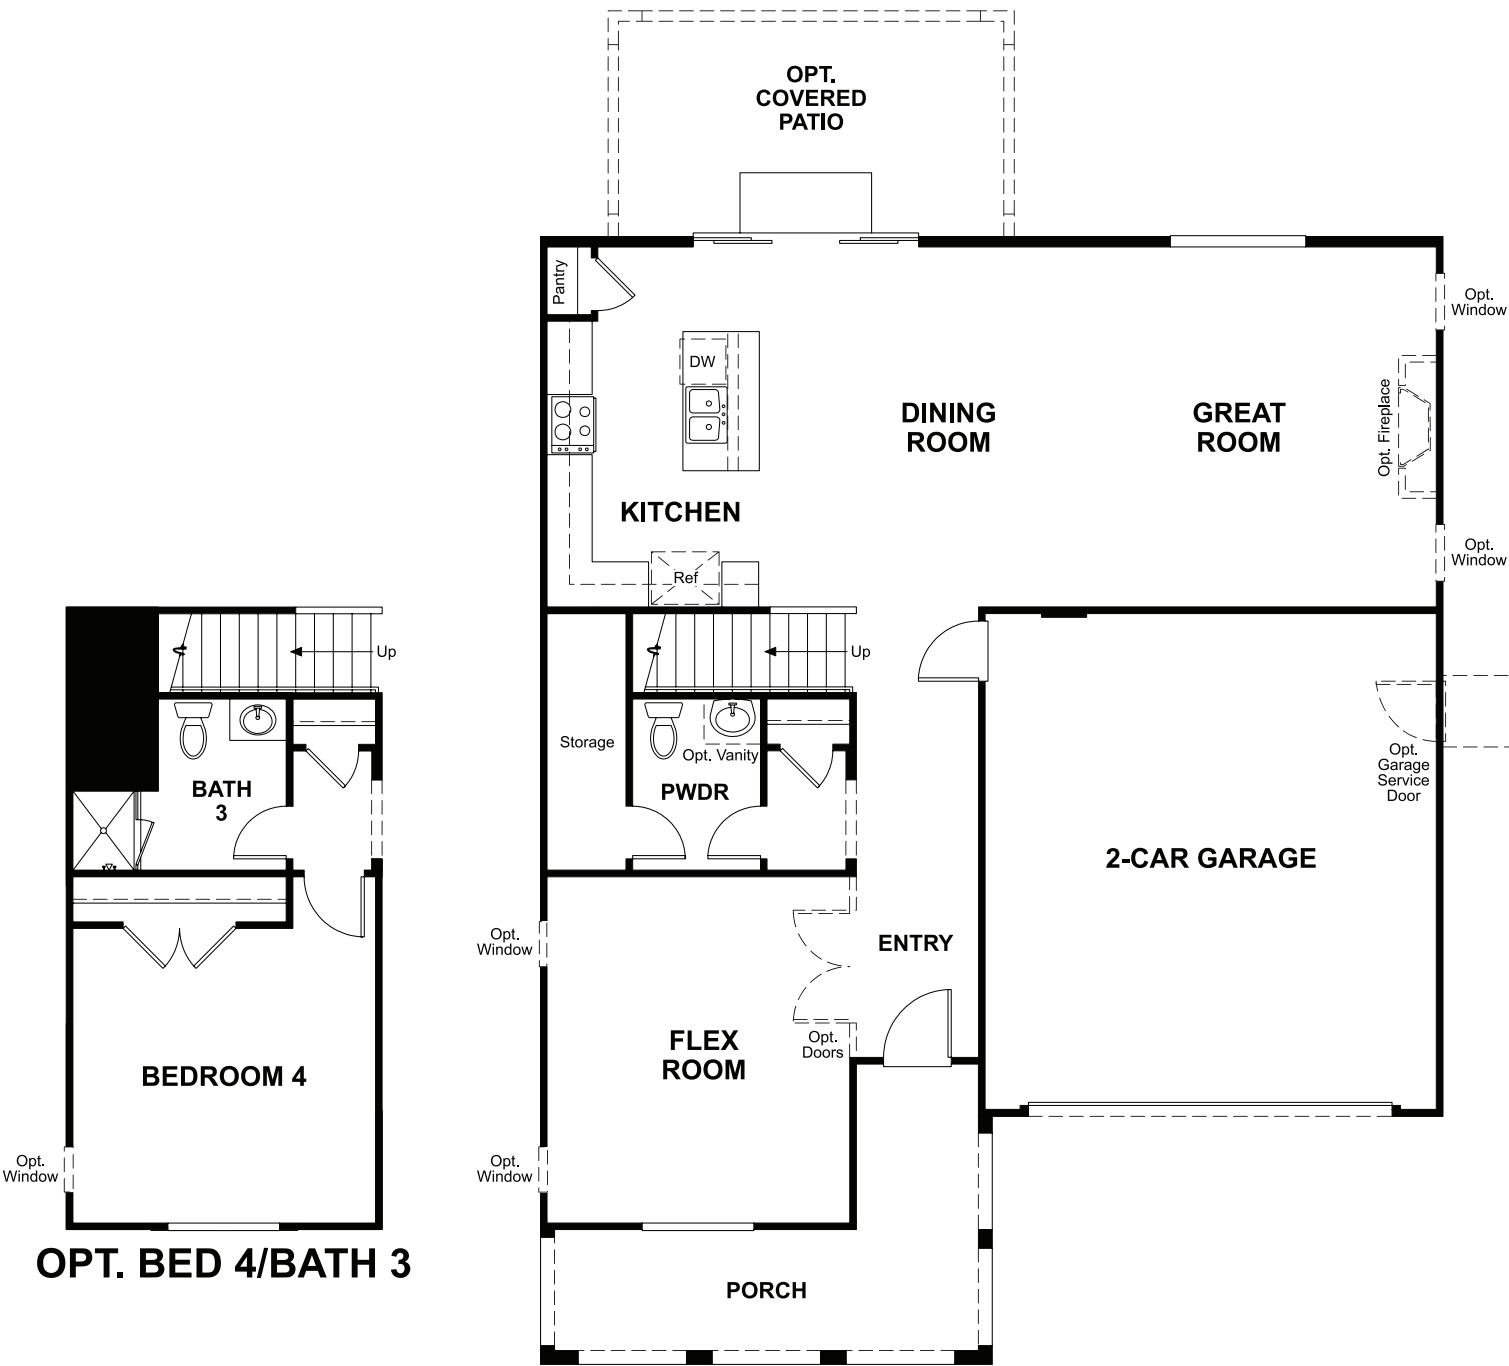 OPT.
COVERED
PATIO
Pantry
Opt.
Window
DW
DINING
ROOM
GREAT
ROOM
Opt. Fireplace
KITCHEN
Opt.
Window
Ref
Up
Up
Storage
Opt. Vanity
PWDR
BATH
3
Opt.
Garage
Service
Door
2-CAR GARAGE
Opt.
Window
ENTRY
FLEX
ROOM
Opt.
Doors
BEDROOM 4
Opt.
Window
Opt.
Window
OPT. BED 4/BATH 3
PORCH